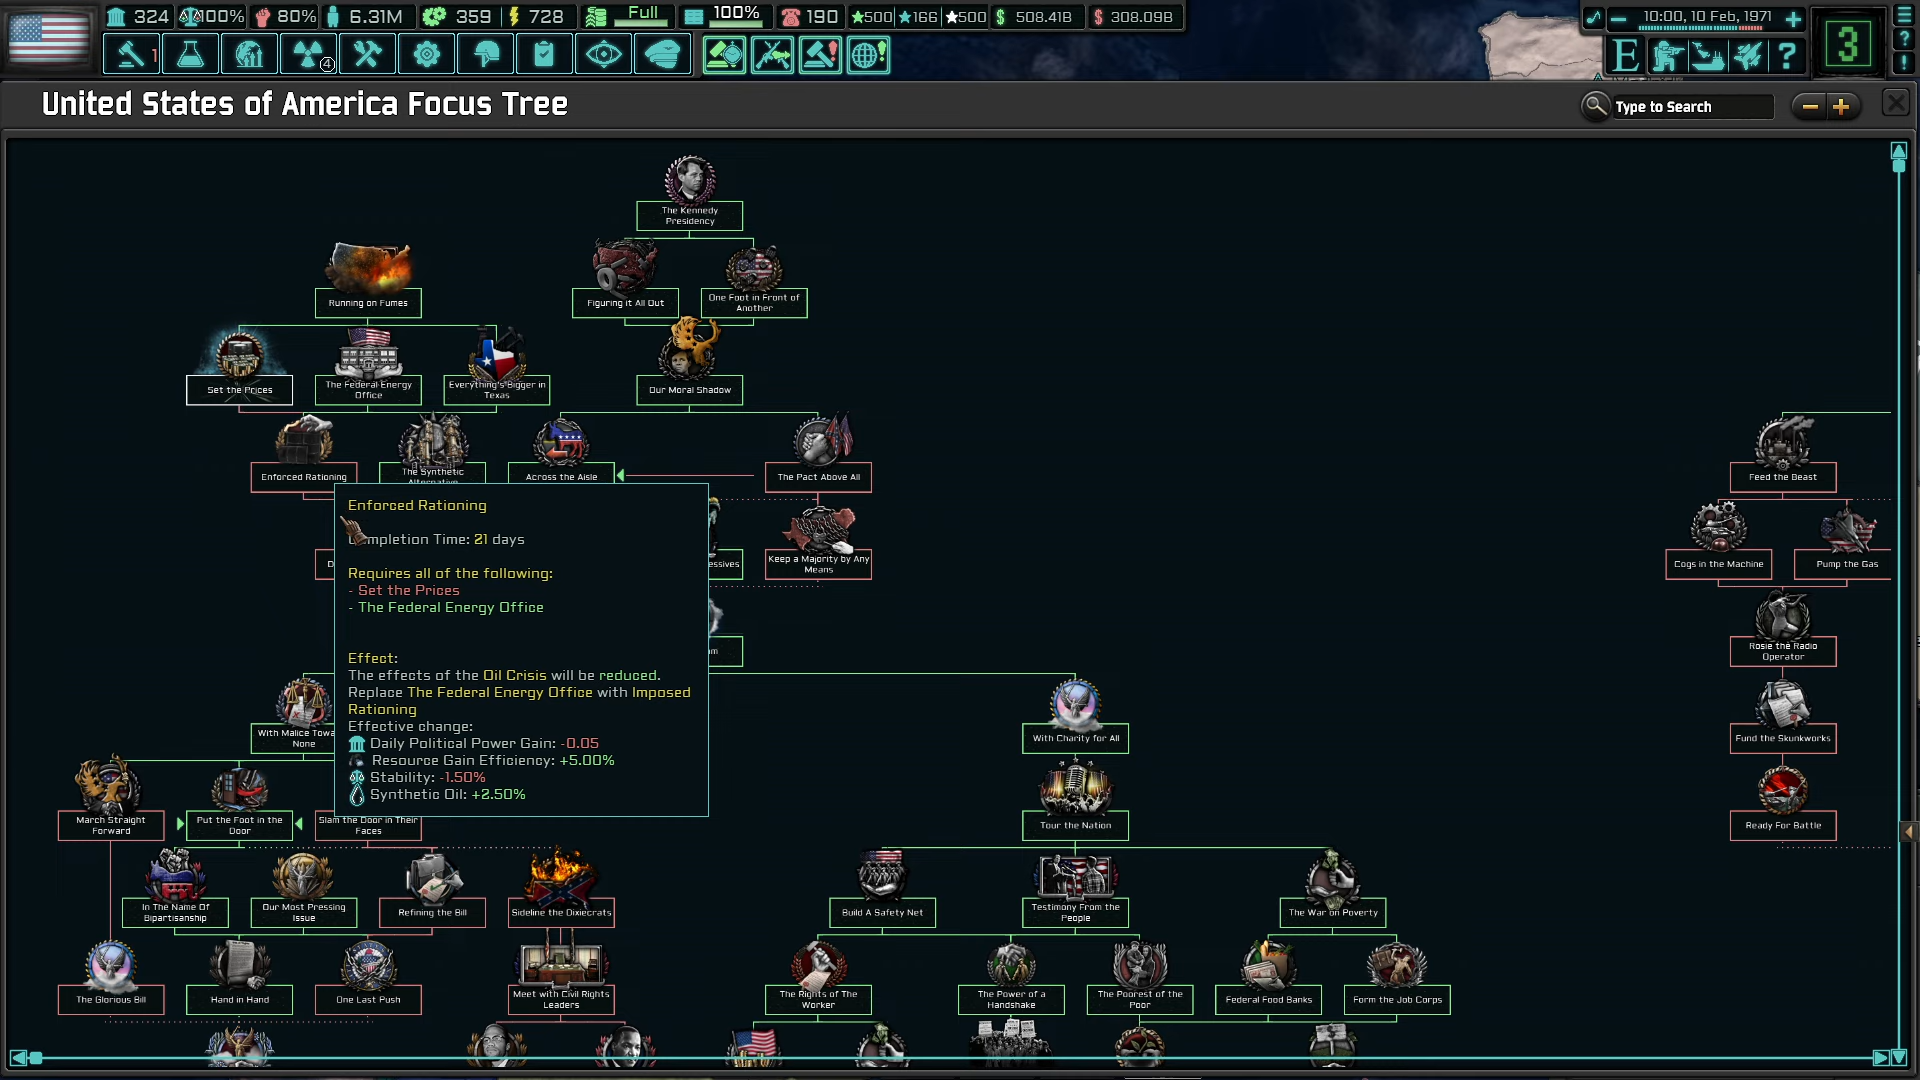 324 100% 80% 6.31M 359 728 Full 100% 190 500 166 500 $ 508.41B $ 308.09B
10:00, 10 Feb, 1971
1
4
E
?
3
?
!
United States of America Focus Tree
Type to Search
The Kennedy
Presidency
Running on Fumes
Figuring it All Out
One Foot in Front of
Another
Set the Prices
The Federal Energy
Office
Everything's Bigger in
Texas
Our Moral Shadow
Enforced Rationing
The Synthetic
Alternative
Across the Aisle
The Pact Above All
Feed the Beast
Enforced Rationing
Completion Time: 21 days
Requires all of the following:
- Set the Prices
- The Federal Energy Office
Effect:
The effects of the Oil Crisis will be reduced.
Replace The Federal Energy Office with Imposed
Rationing
Effective change:
Daily Political Power Gain: -0.05
Resource Gain Efficiency: +5.00%
Stability: -1.50%
Synthetic Oil: +2.50%
Keep a Majority by Any
Means
Cogs in the Machine
Pump the Gas
Rosie the Radio
Operator
With Malice Towa
None
With Charity for All
Fund the Skunkworks
March Straight
Forward
Put the Foot in the
Door
Slam the Door in Their
Faces
Tour the Nation
Ready For Battle
In The Name Of
Bipartisanship
Our Most Pressing
Issue
Refining the Bill
Sideline the Dixiecrats
Build A Safety Net
Testimony From the
People
The War on Poverty
The Glorious Bill
Hand in Hand
One Last Push
Meet with Civil Rights
Leaders
The Rights of The
Worker
The Power of a
Handshake
The Poorest of the
Poor
Federal Food Banks
Form the Job Corps